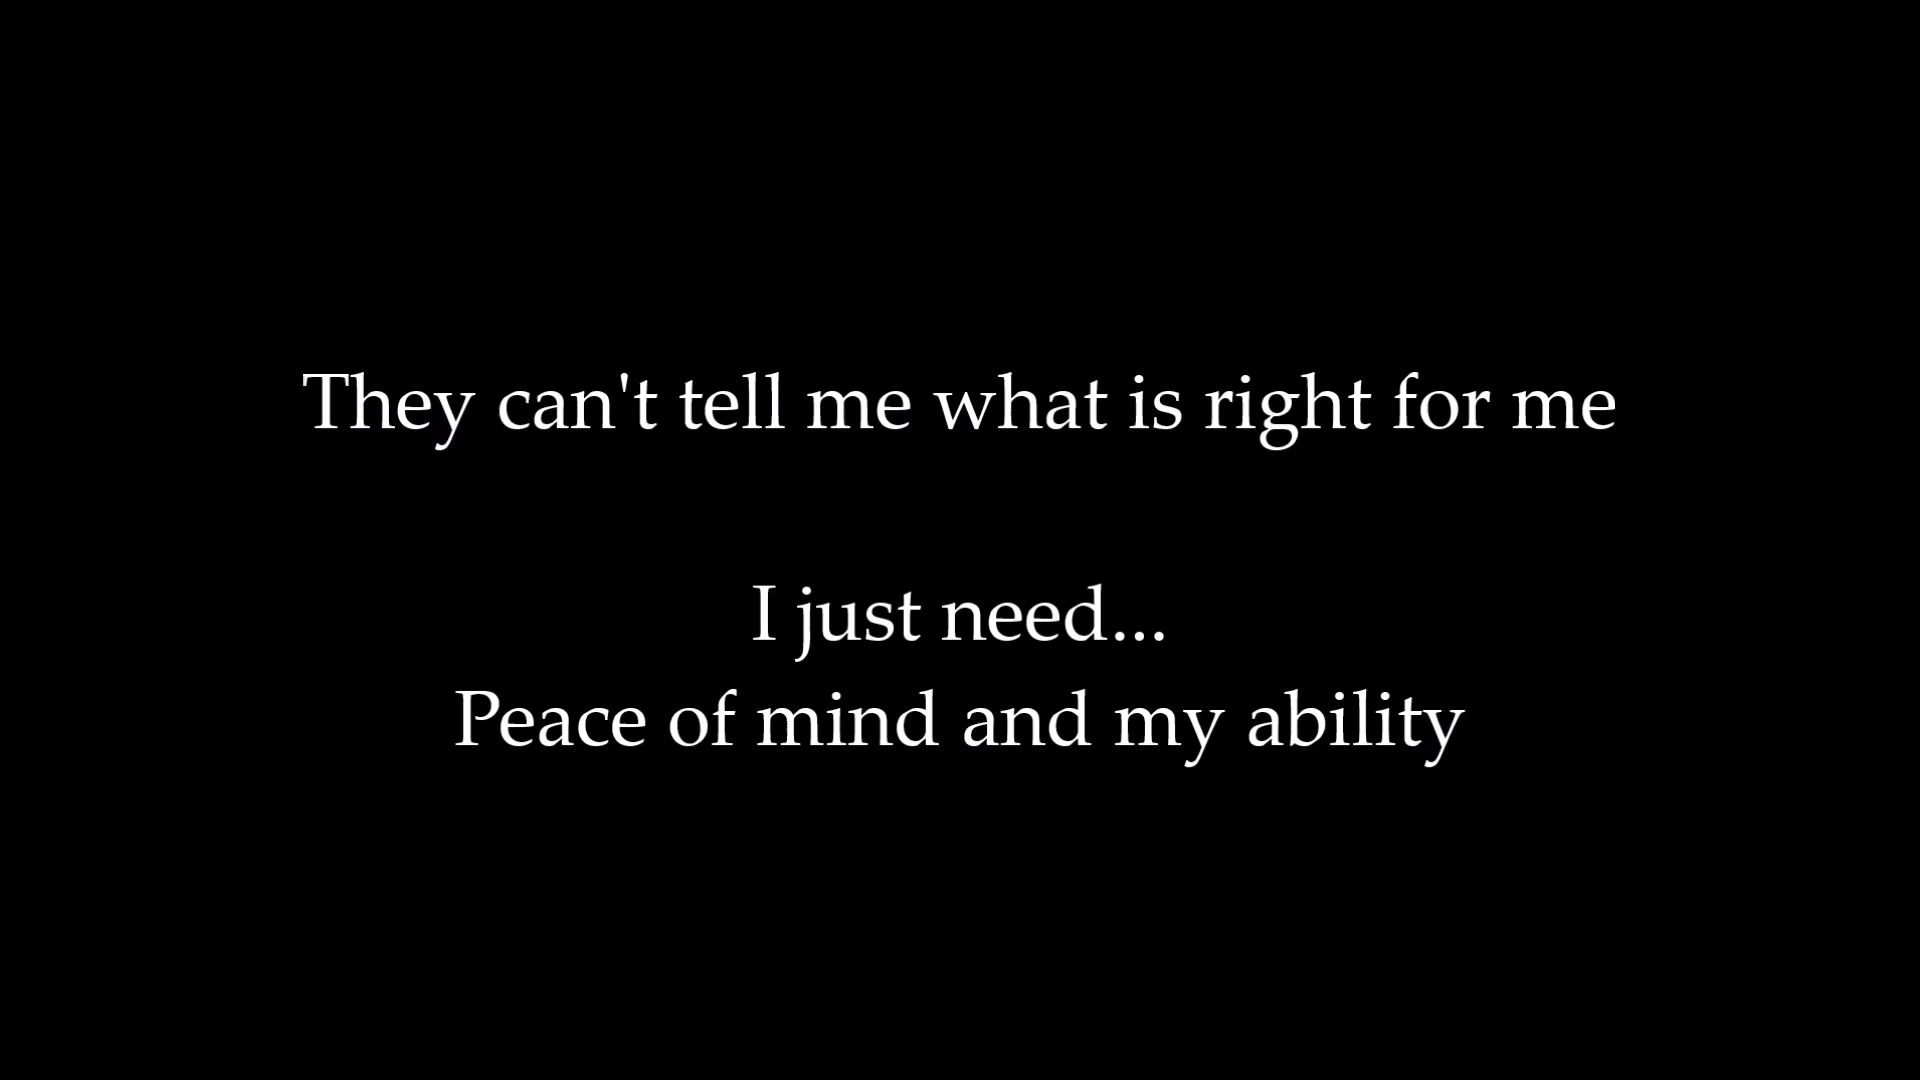 They can't tell me what is right for me
I just need...
Peace of mind and my ability